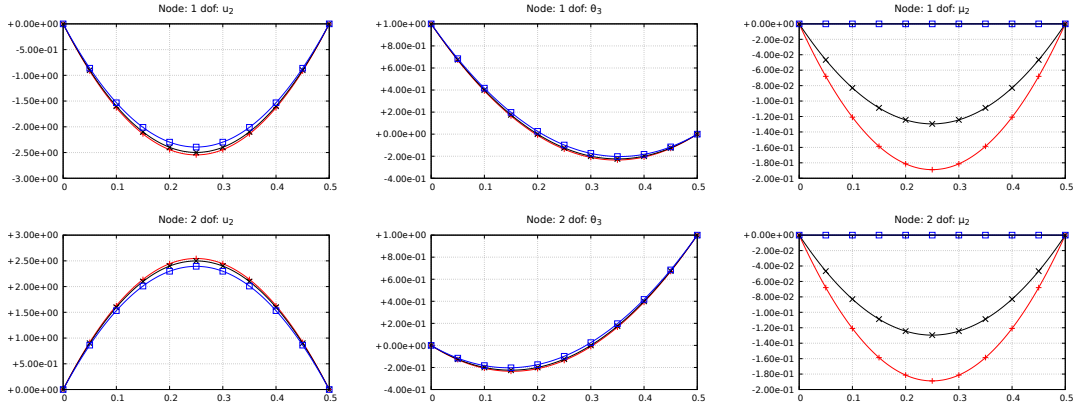 Node: 1 dof: u₂
+0.00e+00
-5.00e-01
-1.00e+00
-1.50e+00
-2.00e+00
-2.50e+00
-3.00e+00
0 0.1 0.2 0.3 0.4 0.5
Node: 1 dof: θ₃
+1.00e+00
+8.00e-01
+6.00e-01
+4.00e-01
+2.00e-01
+0.00e+00
-2.00e-01
-4.00e-01
0 0.1 0.2 0.3 0.4 0.5
Node: 1 dof: μ₂
+0.00e+00
-2.00e-02
-4.00e-02
-6.00e-02
-8.00e-02
-1.00e-01
-1.20e-01
-1.40e-01
-1.60e-01
-1.80e-01
-2.00e-01
0 0.1 0.2 0.3 0.4 0.5
Node: 2 dof: u₂
+3.00e+00
+2.50e+00
+2.00e+00
+1.50e+00
+1.00e+00
+5.00e-01
+0.00e+00
0 0.1 0.2 0.3 0.4 0.5
Node: 2 dof: θ₃
+1.00e+00
+8.00e-01
+6.00e-01
+4.00e-01
+2.00e-01
+0.00e+00
-2.00e-01
-4.00e-01
0 0.1 0.2 0.3 0.4 0.5
Node: 2 dof: μ₂
+0.00e+00
-2.00e-02
-4.00e-02
-6.00e-02
-8.00e-02
-1.00e-01
-1.20e-01
-1.40e-01
-1.60e-01
-1.80e-01
-2.00e-01
0 0.1 0.2 0.3 0.4 0.5